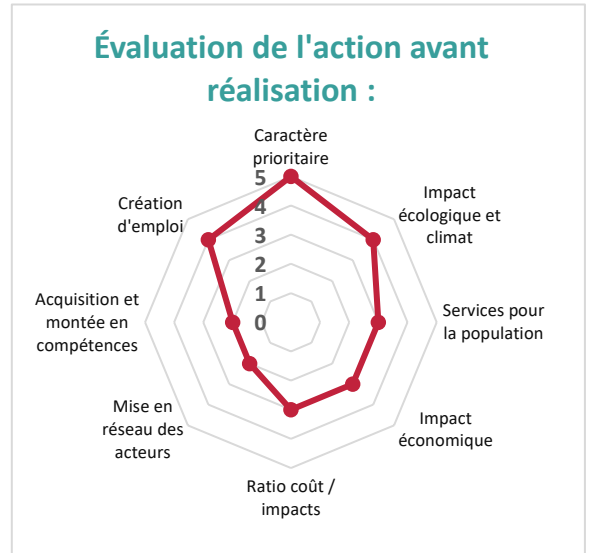 Évaluation de l'action avant
réalisation :
Caractère
prioritaire
Impact
écologique et
climat
Services pour
la population
Impact
économique
Ratio coût /
impacts
Mise en
réseau des
acteurs
Acquisition et
montée en
compétences
Création
d'emploi
5
4
3
2
1
0